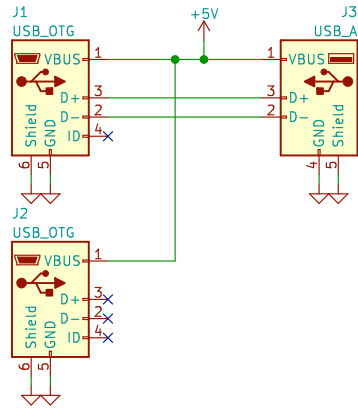 J1
USB_OTG
VBUS 1
D+ 3
D- 2
ID 4
Shield
GND
6
5
+5V
J3
USB_A
1 VBUS
3 D+
2 D-
GND
Shield
4
5
J2
USB_OTG
VBUS 1
D+ 3
D- 2
ID 4
Shield
GND
6
5